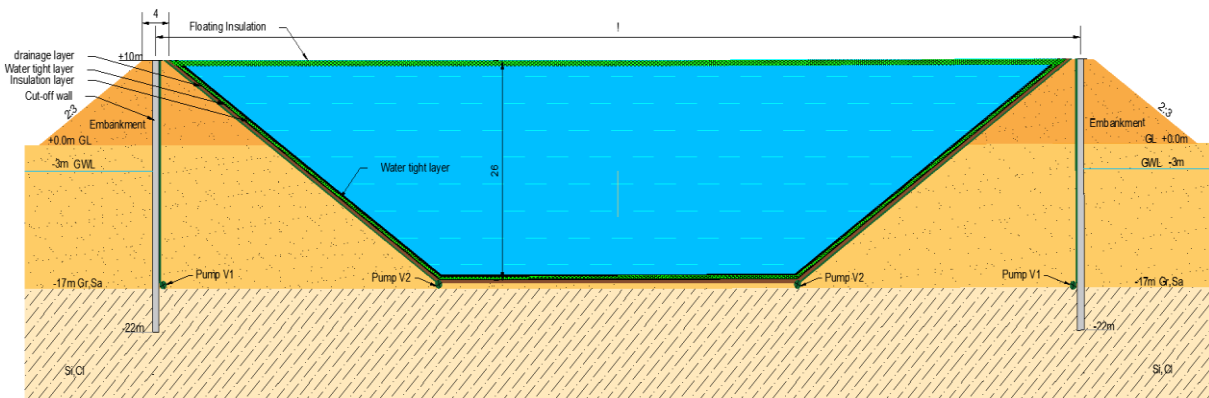 4
Floating Insulation
l
drainage layer
+10m
Water tight layer
Insulation layer
Cut-off wall
2:3
2:3
Embankment
Embankment
+0.0m GL
GL +0.0m
-3m GWL
GWL -3m
Water tight layer
26
Pump V1
Pump V2
Pump V2
Pump V1
-17m Gr,Sa
-17m Gr,Sa
-22m
-22m
Si,Cl
Si,Cl